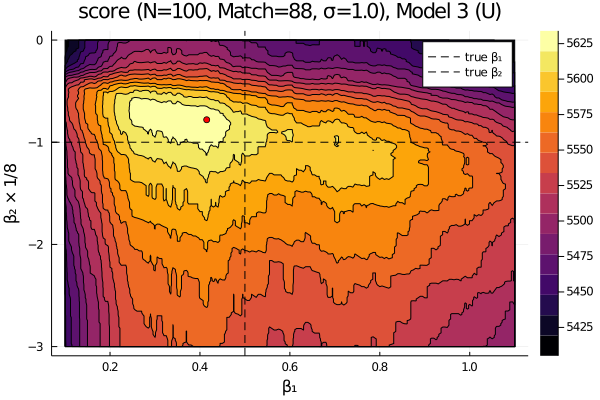 score (N=100, Match=88, σ=1.0), Model 3 (U)
true β₁
true β₂
0
−1
−2
−3
β₂ × 1/8
0.2 0.4 0.6 0.8 1.0
β₁
5625
5600
5575
5550
5525
5500
5475
5450
5425